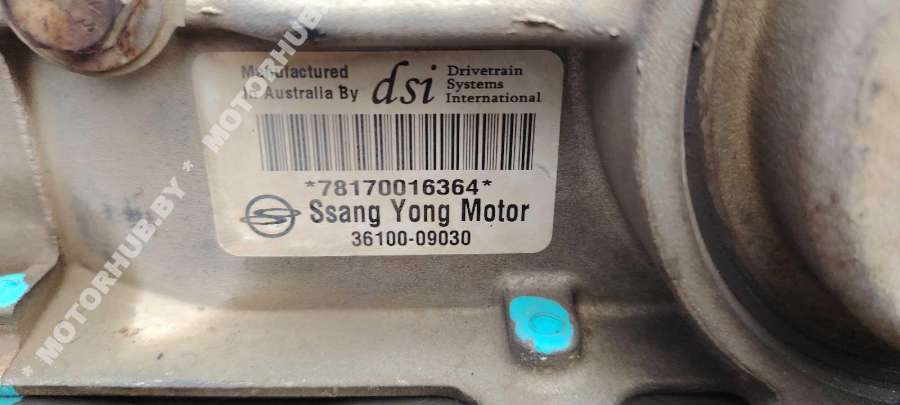 Manufactured
In Australia By
dsi
Drivetrain
Systems
International
*78170016364*
Ssang Yong Motor
36100-09030
MOTORHUB.BY * MOTORHUB.BY * MOTORHUB